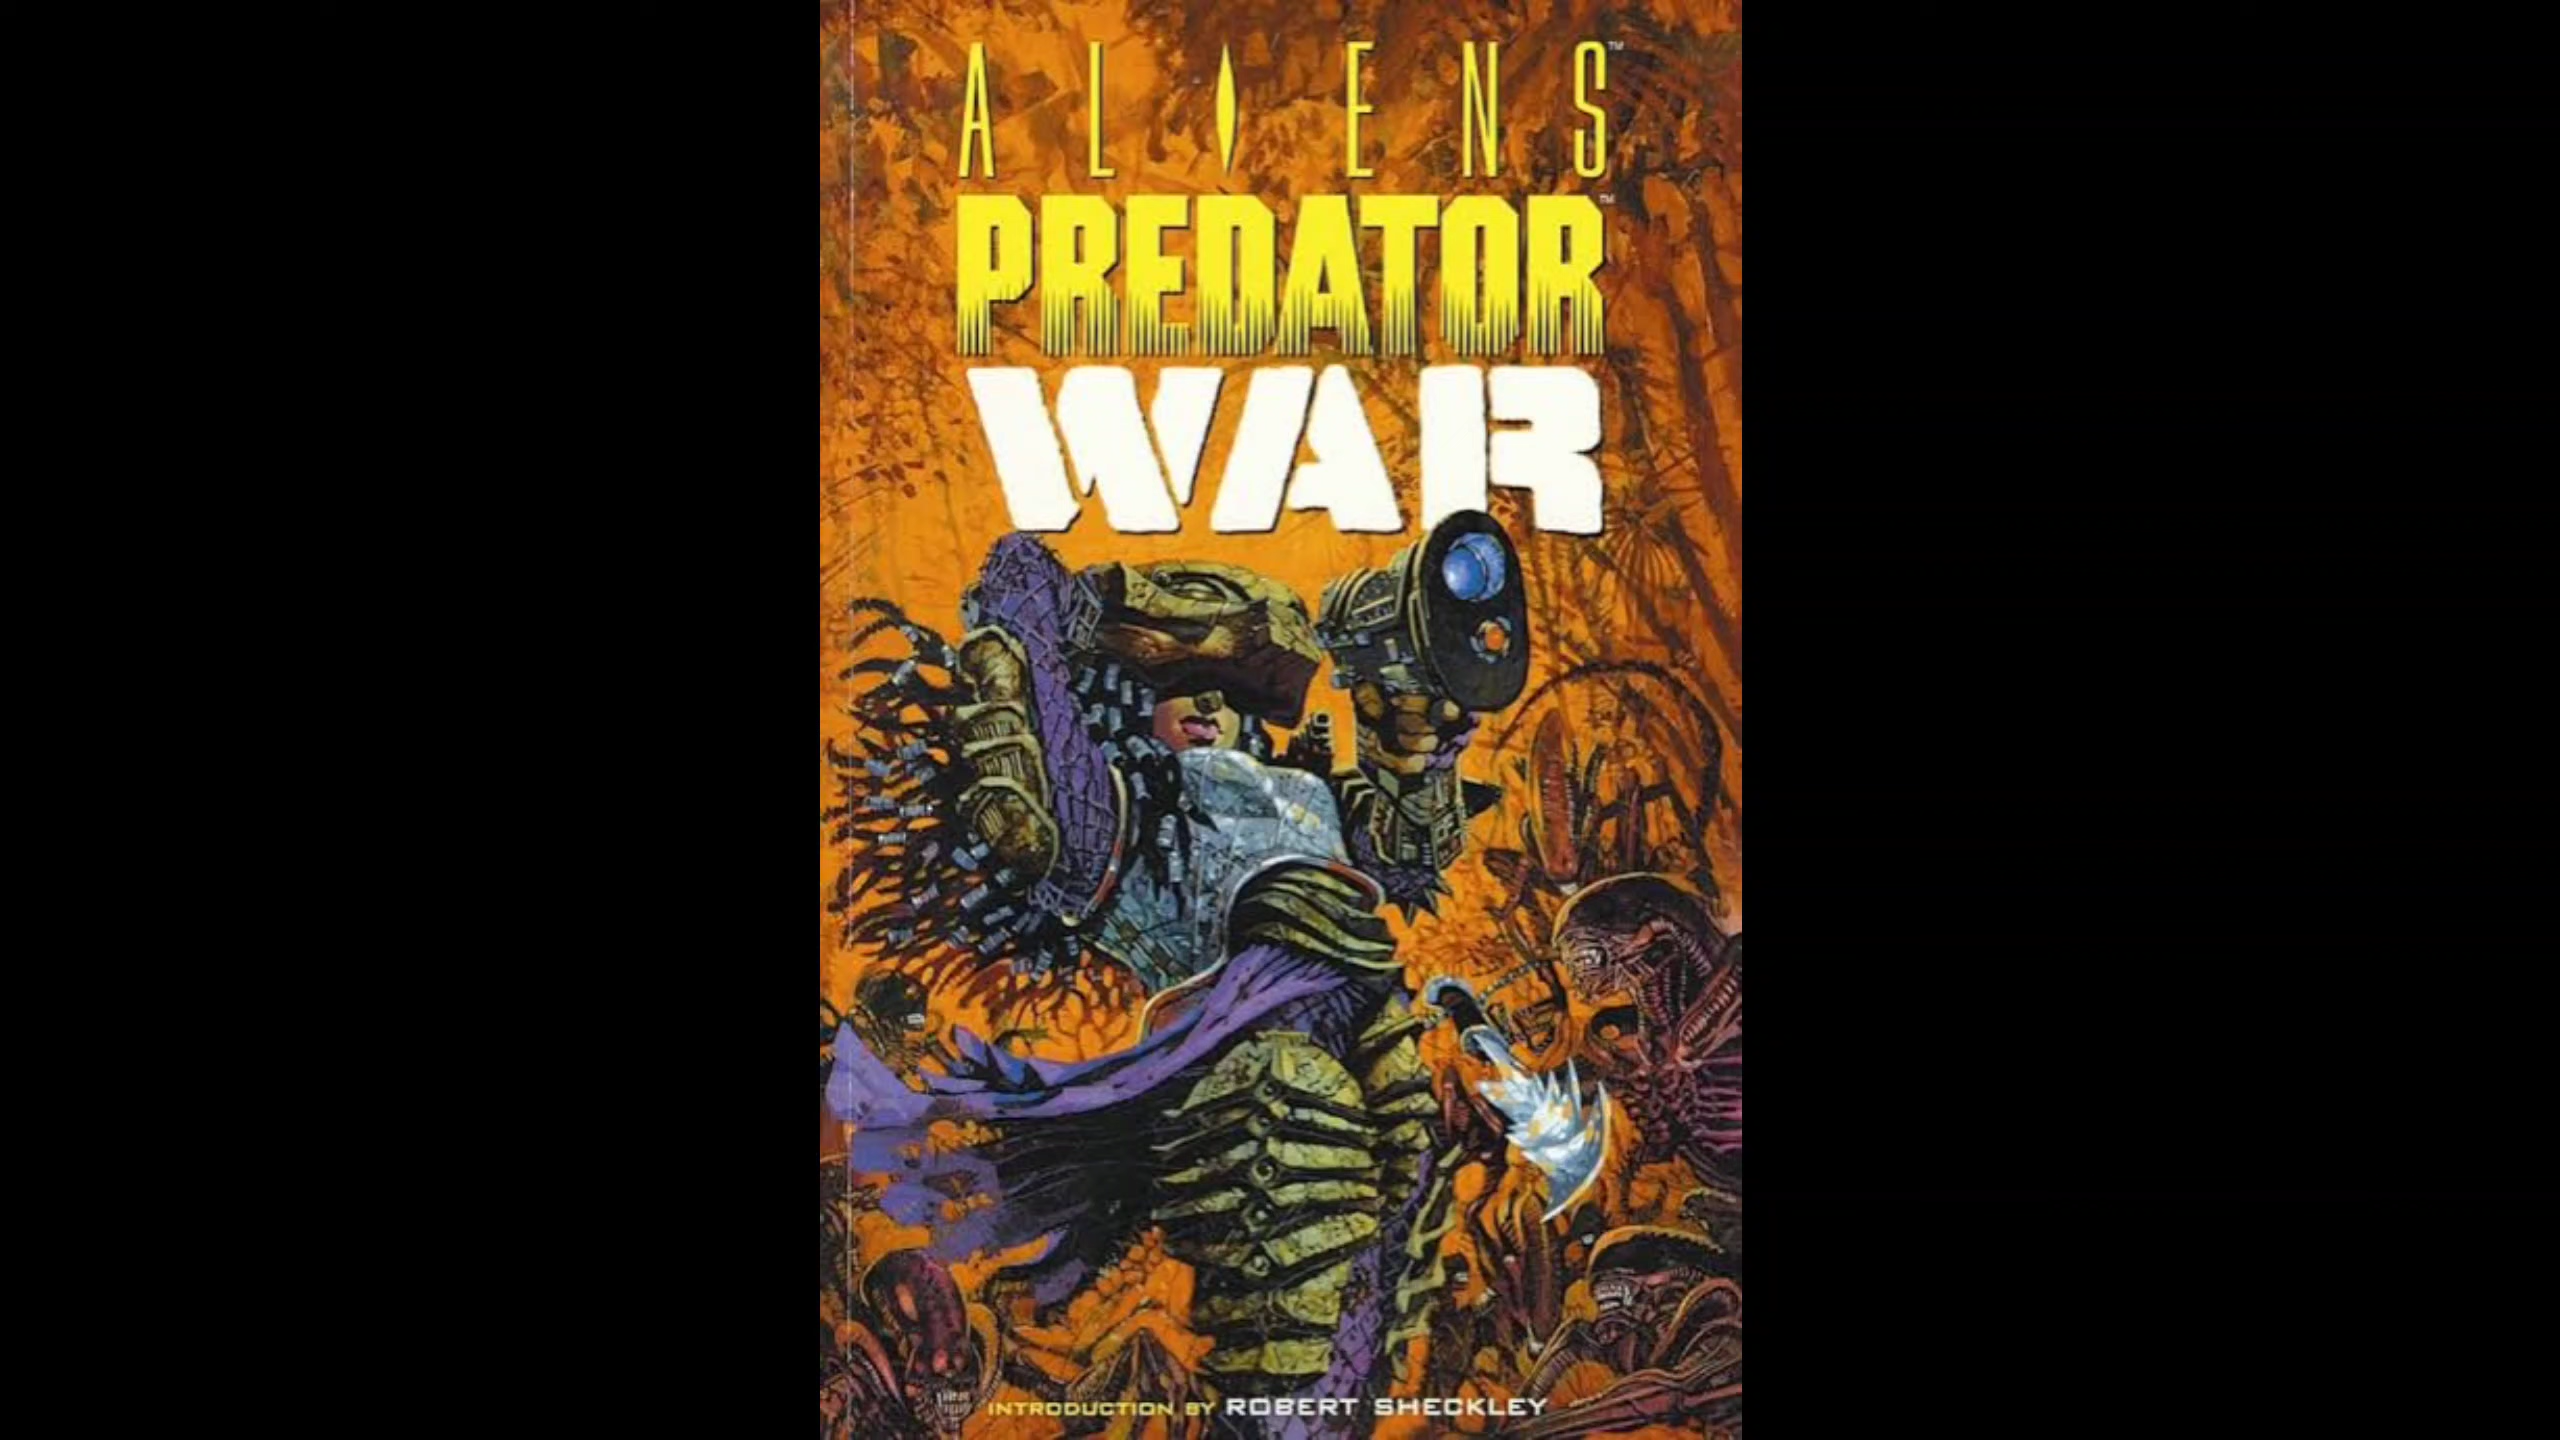 ALIENS™
PREDATOR™
WAR
INTRODUCTION BY ROBERT SHECKLEY